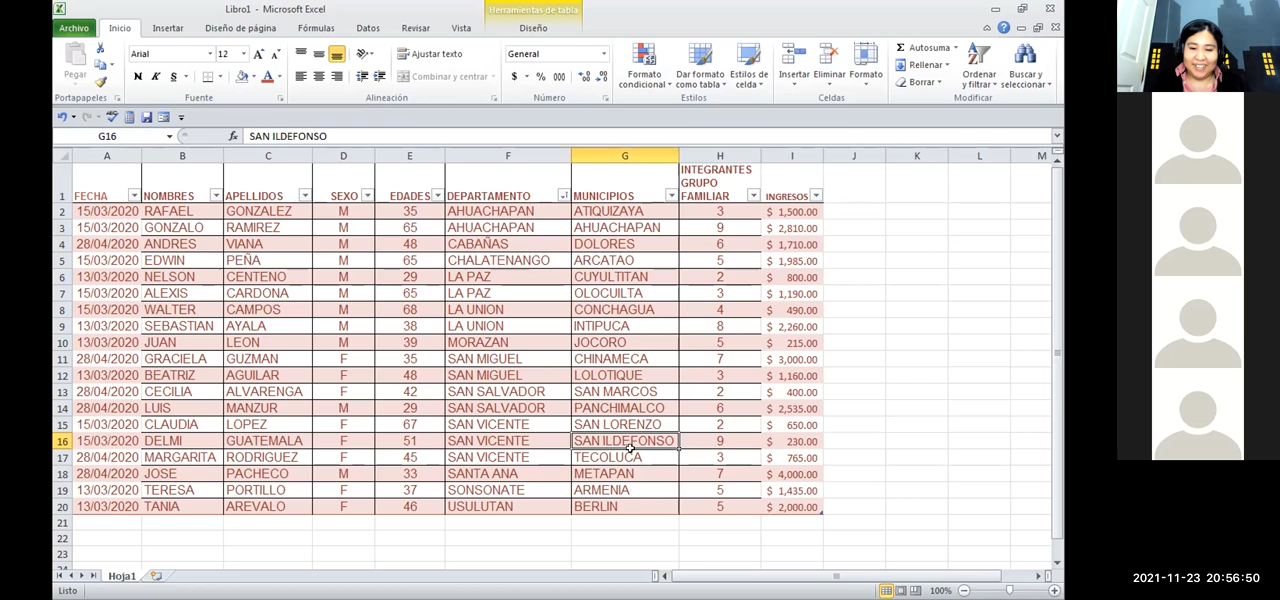 Libro1 - Microsoft Excel
Herramientas de tabla
Archivo Inicio Insertar Diseño de página Fórmulas Datos Revisar Vista Diseño
Pegar
Portapapeles
Arial 12
N K S
Fuente
Ajustar texto
Combinar y centrar
Alineación
General
$ % 000
Número
Formato condicional
Dar formato como tabla
Estilos de celda
Estilos
Insertar Eliminar Formato
Celdas
Σ Autosuma
Rellenar
Borrar
Ordenar y filtrar
Buscar y seleccionar
Modificar
G16 fx SAN ILDEFONSO
A B C D E F G H I J K L M
1 FECHA NOMBRES APELLIDOS SEXO EDADES DEPARTAMENTO MUNICIPIOS INTEGRANTES GRUPO FAMILIAR INGRESOS
2 15/03/2020 RAFAEL GONZALEZ M 35 AHUACHAPAN ATIQUIZAYA 3 $ 1,500.00
3 15/03/2020 GONZALO RAMIREZ M 65 AHUACHAPAN AHUACHAPAN 9 $ 2,810.00
4 28/04/2020 ANDRES VIANA M 48 CABAÑAS DOLORES 6 $ 1,710.00
5 15/03/2020 EDWIN PEÑA M 65 CHALATENANGO ARCATAO 5 $ 1,985.00
6 13/03/2020 NELSON CENTENO M 29 LA PAZ CUYULTITAN 2 $ 800.00
7 15/03/2020 ALEXIS CARDONA M 65 LA PAZ OLOCUILTA 3 $ 1,190.00
8 15/03/2020 WALTER CAMPOS M 68 LA UNION CONCHAGUA 4 $ 490.00
9 13/03/2020 SEBASTIAN AYALA M 38 LA UNION INTIPUCA 8 $ 2,260.00
10 13/03/2020 JUAN LEON M 39 MORAZAN JOCORO 5 $ 215.00
11 28/04/2020 GRACIELA GUZMAN F 35 SAN MIGUEL CHINAMECA 7 $ 3,000.00
12 13/03/2020 BEATRIZ AGUILAR F 48 SAN MIGUEL LOLOTIQUE 3 $ 1,160.00
13 28/04/2020 CECILIA ALVARENGA F 42 SAN SALVADOR SAN MARCOS 2 $ 400.00
14 28/04/2020 LUIS MANZUR M 29 SAN SALVADOR PANCHIMALCO 6 $ 2,535.00
15 15/03/2020 CLAUDIA LOPEZ F 67 SAN VICENTE SAN LORENZO 2 $ 650.00
16 15/03/2020 DELMI GUATEMALA F 51 SAN VICENTE SAN ILDEFONSO 9 $ 230.00
17 28/04/2020 MARGARITA RODRIGUEZ F 45 SAN VICENTE TECOLUCA 3 $ 765.00
18 28/04/2020 JOSE PACHECO M 33 SANTA ANA METAPAN 7 $ 4,000.00
19 13/03/2020 TERESA PORTILLO F 37 SONSONATE ARMENIA 5 $ 1,435.00
20 13/03/2020 TANIA AREVALO F 46 USULUTAN BERLIN 5 $ 2,000.00
21
22
23
Hoja1
Listo 100%
2021-11-23 20:56:50